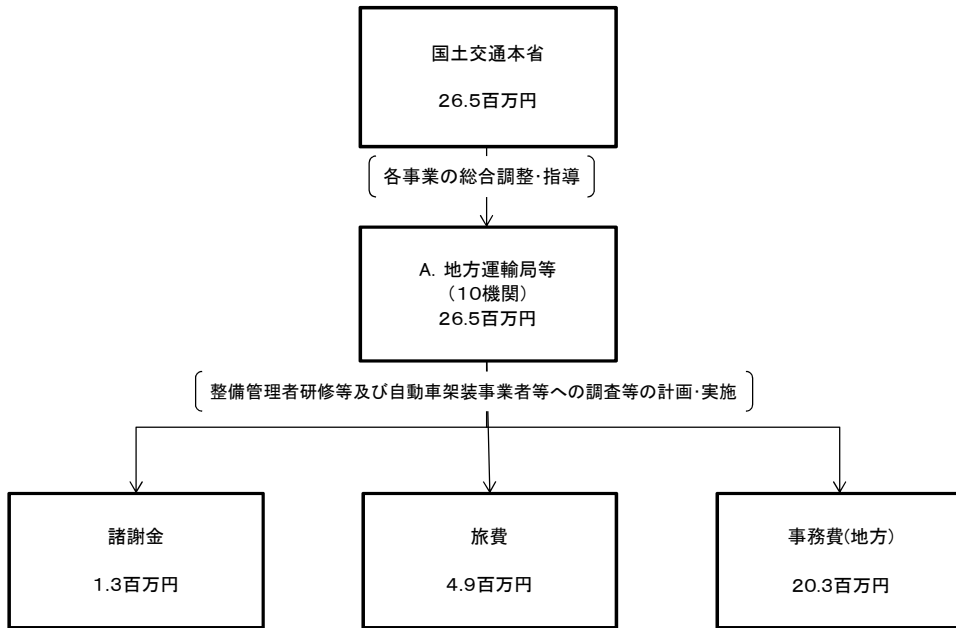 国土交通本省
26.5百万円
各事業の総合調整・指導
A. 地方運輸局等
（１０機関）
26.5百万円
整備管理者研修等及び自動車架装事業者等への調査等の計画・実施
諸謝金
1.3百万円
旅費
4.9百万円
事務費(地方)
20.3百万円